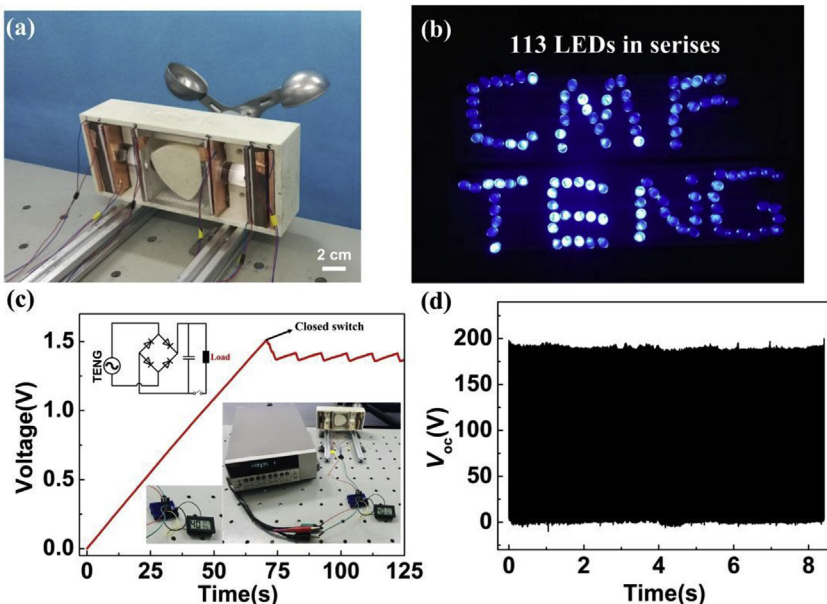 (a)
2 cm
(b)
113 LEDs in serises
CMF
TENG
(c)
Voltage(V)
1.5
1.0
0.5
0.0
0
25
50
75
100
125
Time(s)
TENG
Load
Closed switch
(d)
Voc(V)
200
150
100
50
0
0
2
4
6
8
Time(s)